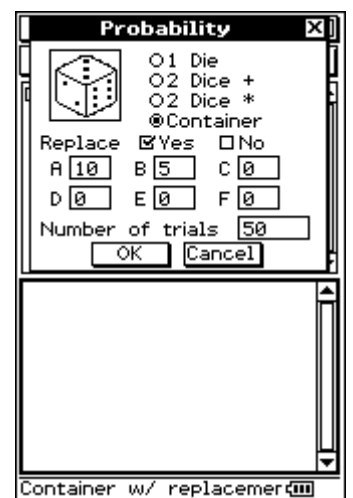 Probability
1 Die
2 Dice +
2 Dice *
Container
Replace Yes No
A 10 B 5 C 0
D 0 E 0 F 0
Number of trials 50
OK Cancel
Container w/ replacemer